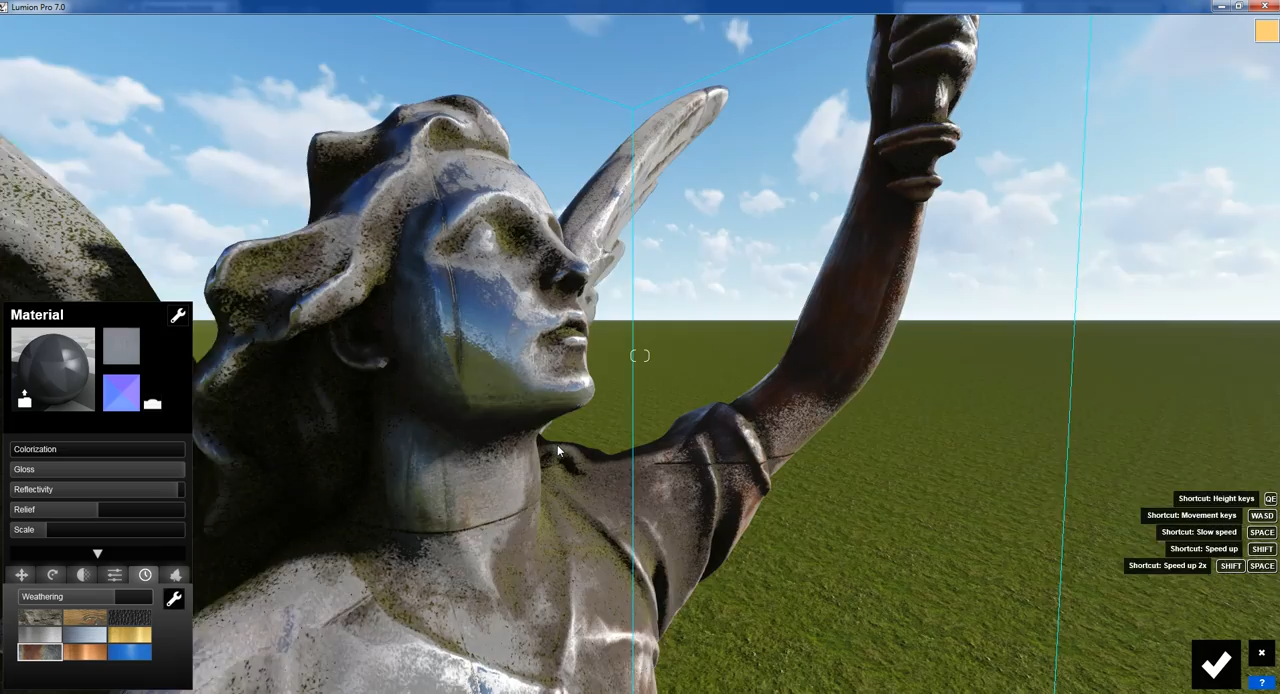 Lumion Pro 7.0
Material
Colorization
Gloss
Reflectivity
Relief
Scale
Weathering
Shortcut: Height keys QE
Shortcut: Movement keys WASD
Shortcut: Slow speed SPACE
Shortcut: Speed up SHIFT
Shortcut: Speed up 2x SHIFT SPACE
?